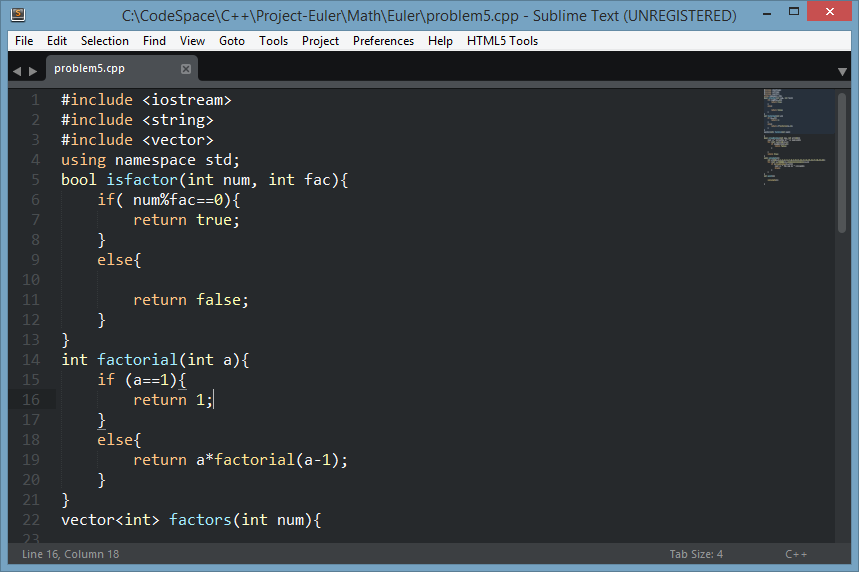 C:\CodeSpace\C++\Project-Euler\Math\Euler\problem5.cpp - Sublime Text (UNREGISTERED)
File Edit Selection Find View Goto Tools Project Preferences Help HTML5 Tools
problem5.cpp
1 #include <iostream>
2 #include <string>
3 #include <vector>
4 using namespace std;
5 bool isfactor(int num, int fac){
6     if( num%fac==0){
7         return true;
8     }
9     else{
10
11         return false;
12     }
13 }
14 int factorial(int a){
15     if (a==1){
16         return 1;
17     }
18     else{
19         return a*factorial(a-1);
20     }
21 }
22 vector<int> factors(int num){
23
Line 16, Column 18 Tab Size: 4 C++